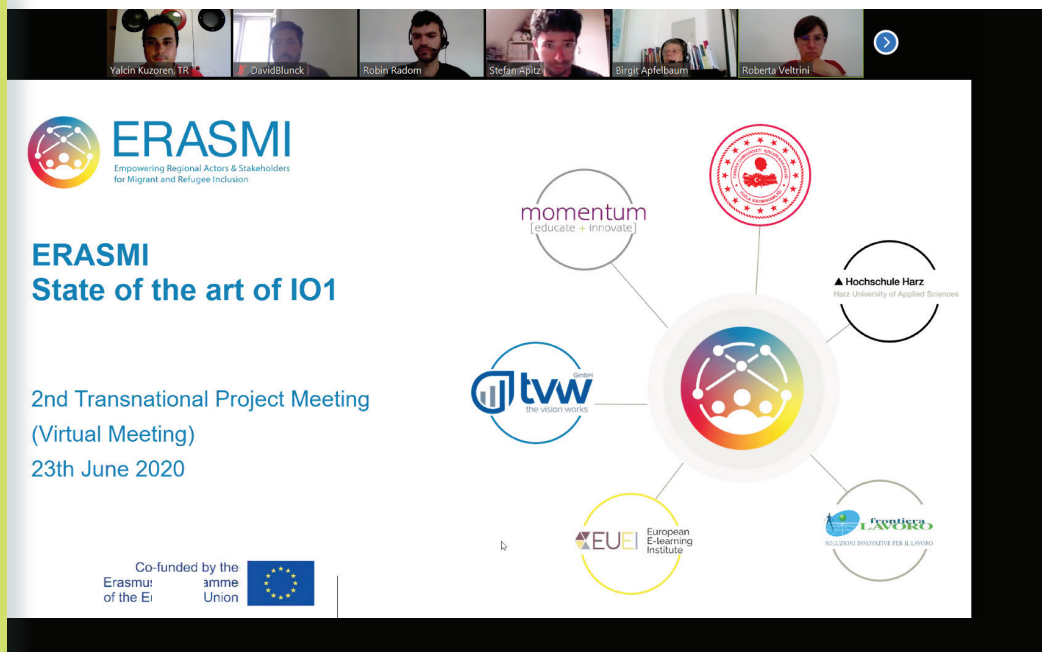 Yalcin Kuzoren, TR
DavidBlunck
Robin Radom
Stefan Apitz
Birgit Apfelbaum
Roberta Veltrini
ERASMI
Empowering Regional Actors & Stakeholders
for Migrant and Refugee Inclusion
ERASMI
State of the art of IO1
2nd Transnational Project Meeting
(Virtual Meeting)
23th June 2020
Co-funded by the
of the
Union
momentum
[educate + innovate]
Hochschule Harz
Harz University of Applied Sciences
GmbH
tvw
the vision works
EUEI
European
E-learning
Institute
frontiera
LAVORO
SOLUZIONI INNOVATIVE PER IL LAVORO